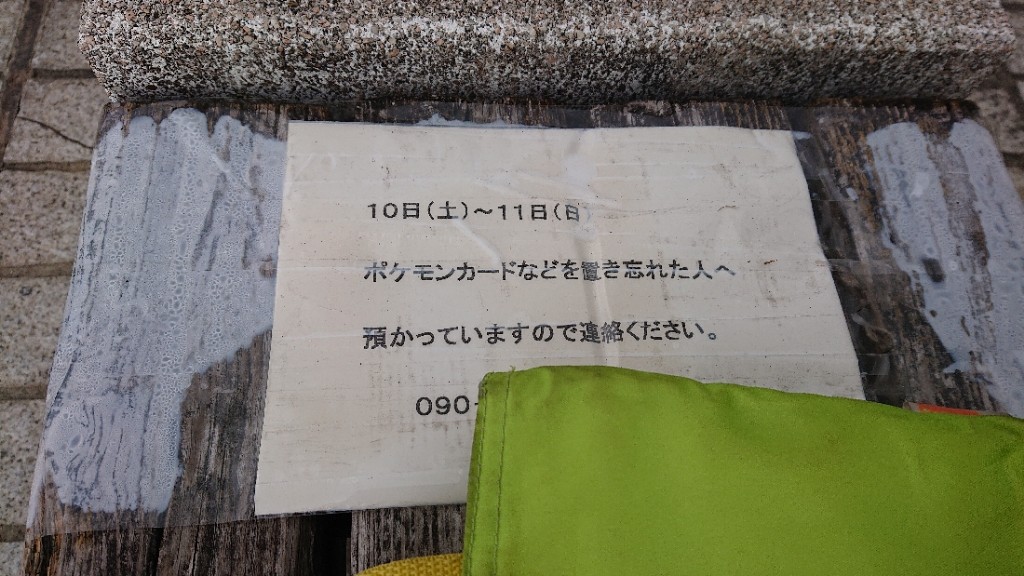 10日(土)~11日(日)
ポケモンカードなどを置き忘れた人へ
預かっていますので連絡ください。
090-